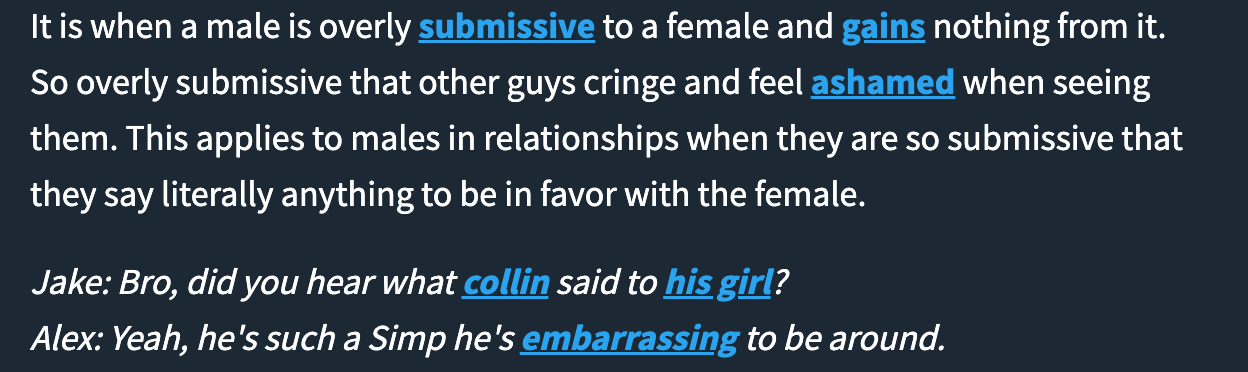 It is when a male is overly submissive to a female and gains nothing from it.
So overly submissive that other guys cringe and feel ashamed when seeing
them. This applies to males in relationships when they are so submissive that
they say literally anything to be in favor with the female.
Jake: Bro, did you hear what collin said to his girl?
Alex: Yeah, he's such a Simp he's embarrassing to be around.